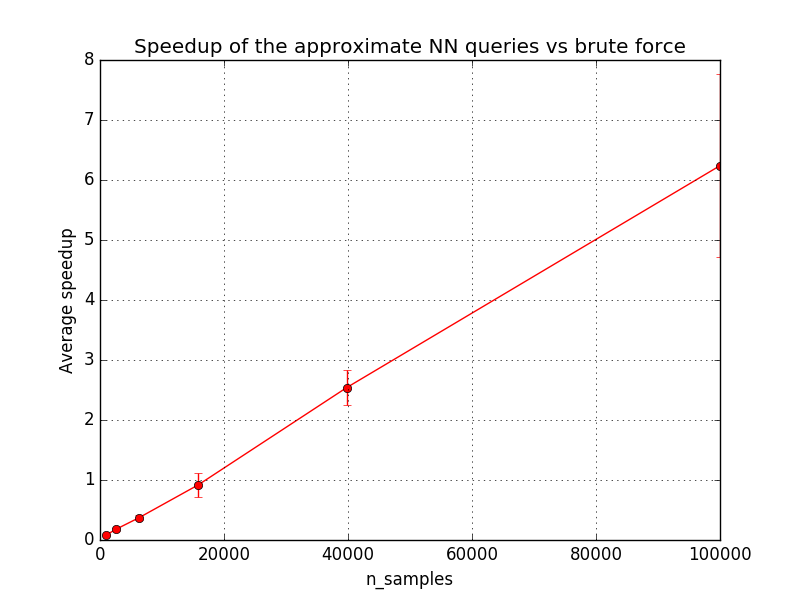 Speedup of the approximate NN queries vs brute force
8
7
6
5
4
3
2
1
0
Average speedup
0 20000 40000 60000 80000 100000
n_samples